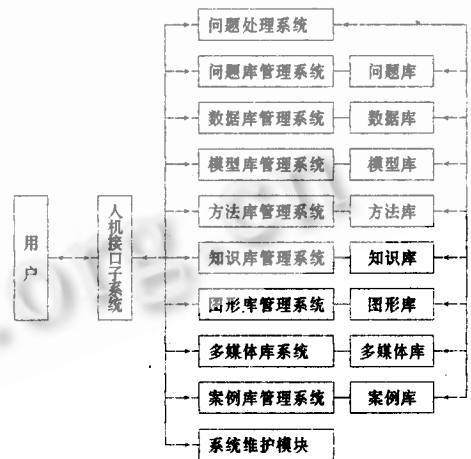 问题处理系统
问题库管理系统 问题库
数据库管理系统 数据库
模型库管理系统 模型库
方法库管理系统 方法库
用户 人机接口子系统 知识库管理系统 知识库
图形库管理系统 图形库
多媒体库系统 多媒体库
案例库管理系统 案例库
系统维护模块